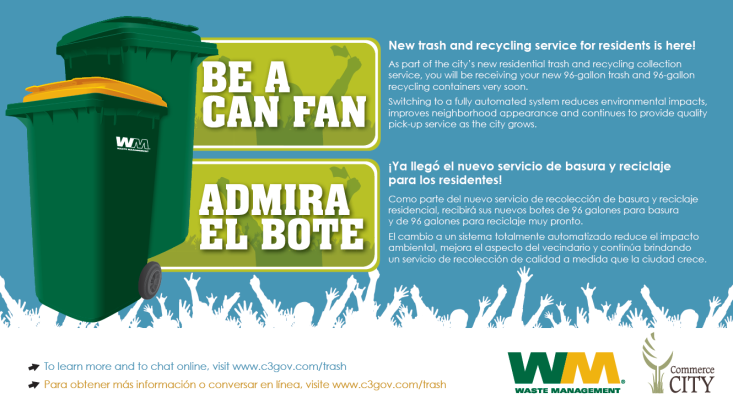 WM
WASTE MANAGEMENT
BE A
CAN FAN
ADMIRA
EL BOTE
New trash and recycling service for residents is here!
As part of the city's new residential trash and recycling collection
service, you will be receiving your new 96-gallon trash and 96-gallon
recycling containers very soon.
Switching to a fully automated system reduces environmental impacts,
improves neighborhood appearance and continues to provide quality
pick-up service as the city grows.
¡Ya llegó el nuevo servicio de basura y reciclaje
para los residentes!
Como parte del nuevo servicio de recolección de basura y reciclaje
residencial, recibirá sus nuevos botes de 96 galones para basura
y de 96 galones para reciclaje muy pronto.
El cambio a un sistema totalmente automatizado reduce el impacto
ambiental, mejora el aspecto del vecindario y continúa brindando
un servicio de recolección de calidad a medida que la ciudad crece.
To learn more and to chat online, visit www.c3gov.com/trash
Para obtener más información o conversar en línea, visite www.c3gov.com/trash
WM
WASTE MANAGEMENT®
Commerce
CITY